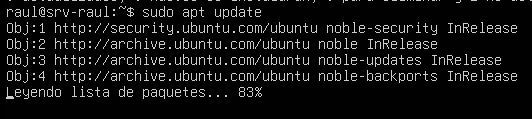 raul@srv-raul:~$ sudo apt update
Obj:1 http://security.ubuntu.com/ubuntu noble-security InRelease
Obj:2 http://archive.ubuntu.com/ubuntu noble InRelease
Obj:3 http://archive.ubuntu.com/ubuntu noble-updates InRelease
Obj:4 http://archive.ubuntu.com/ubuntu noble-backports InRelease
Leyendo lista de paquetes... 83%